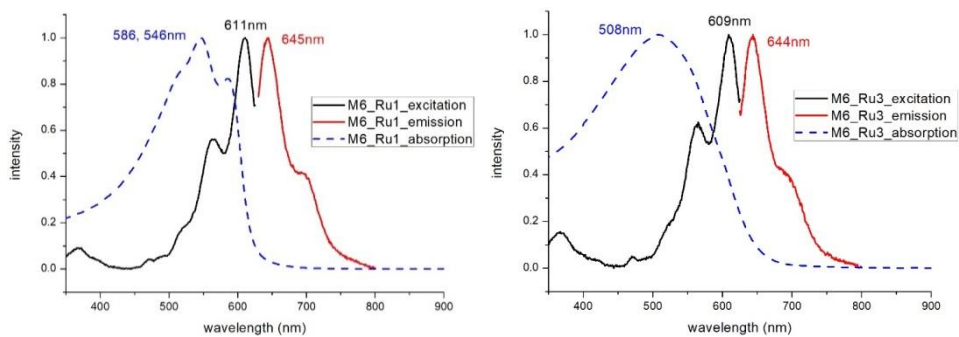 586, 546nm
611nm
645nm
M6_Ru1_excitation
M6_Ru1_emission
M6_Ru1_absorption
intensity
1.0
0.8
0.6
0.4
0.2
0.0
400 500 600 700 800 900
wavelength (nm)
508nm
609nm
644nm
M6_Ru3_excitation
M6_Ru3_emission
M6_Ru3_absorption
intensity
1.0
0.8
0.6
0.4
0.2
0.0
400 500 600 700 800 900
wavelength (nm)